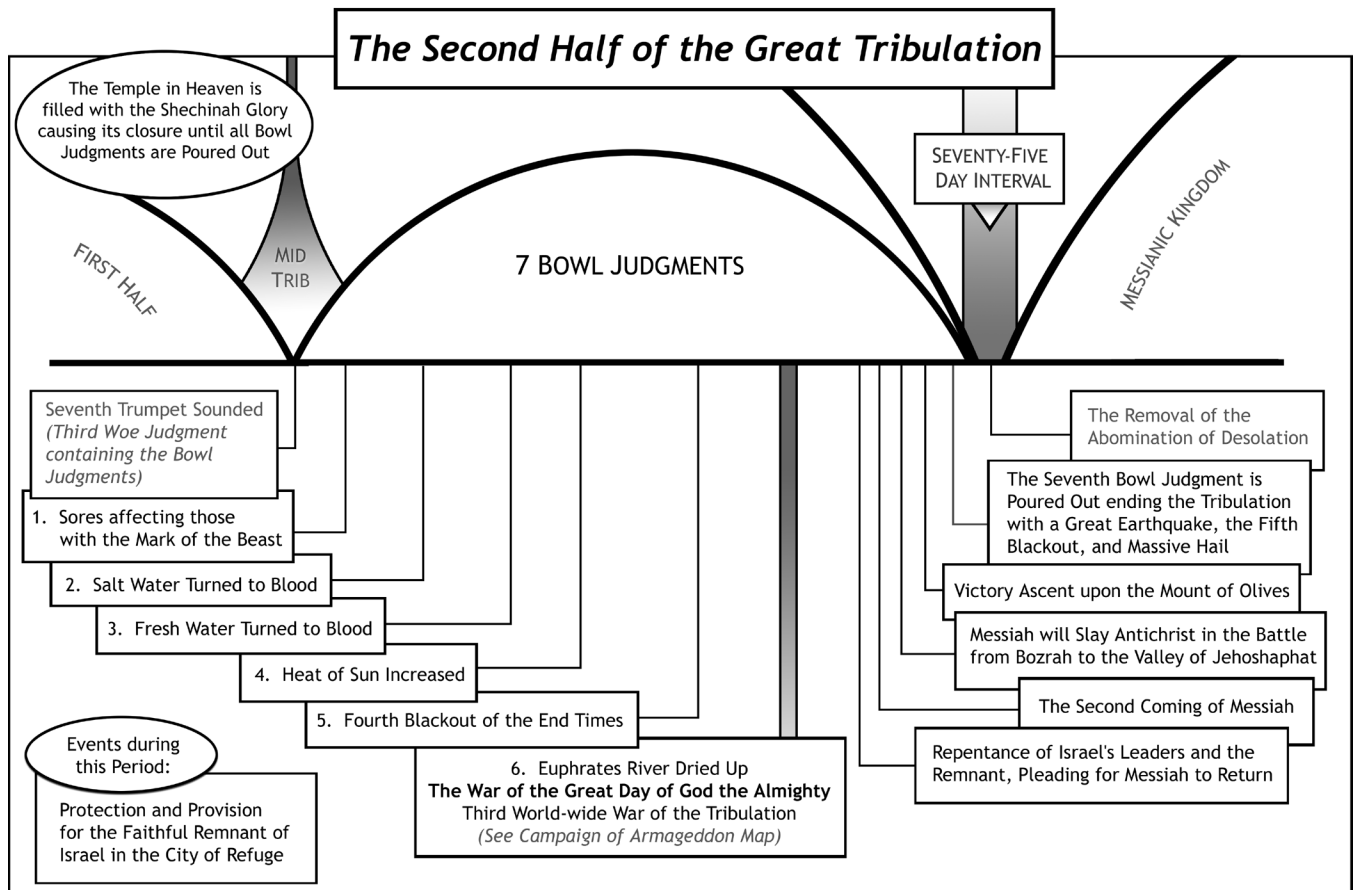 The Second Half of the Great Tribulation
The Temple in Heaven is
filled with the Shechinah Glory
causing its closure until all Bowl
Judgments are Poured Out
FIRST HALF
MID
TRIB
7 BOWL JUDGMENTS
SEVENTY-FIVE
DAY INTERVAL
MESSIANIC KINGDOM
Seventh Trumpet Sounded
(Third Woe Judgment
containing the Bowl
Judgments)
1. Sores affecting those
with the Mark of the Beast
2. Salt Water Turned to Blood
3. Fresh Water Turned to Blood
4. Heat of Sun Increased
5. Fourth Blackout of the End Times
6. Euphrates River Dried Up
The War of the Great Day of God the Almighty
Third World-wide War of the Tribulation
(See Campaign of Armageddon Map)
The Removal of the
Abomination of Desolation
The Seventh Bowl Judgment is
Poured Out ending the Tribulation
with a Great Earthquake, the Fifth
Blackout, and Massive Hail
Victory Ascent upon the Mount of Olives
Messiah will Slay Antichrist in the Battle
from Bozrah to the Valley of Jehoshaphat
The Second Coming of Messiah
Repentance of Israel's Leaders and the
Remnant, Pleading for Messiah to Return
Events during
this Period:
Protection and Provision
for the Faithful Remnant of
Israel in the City of Refuge